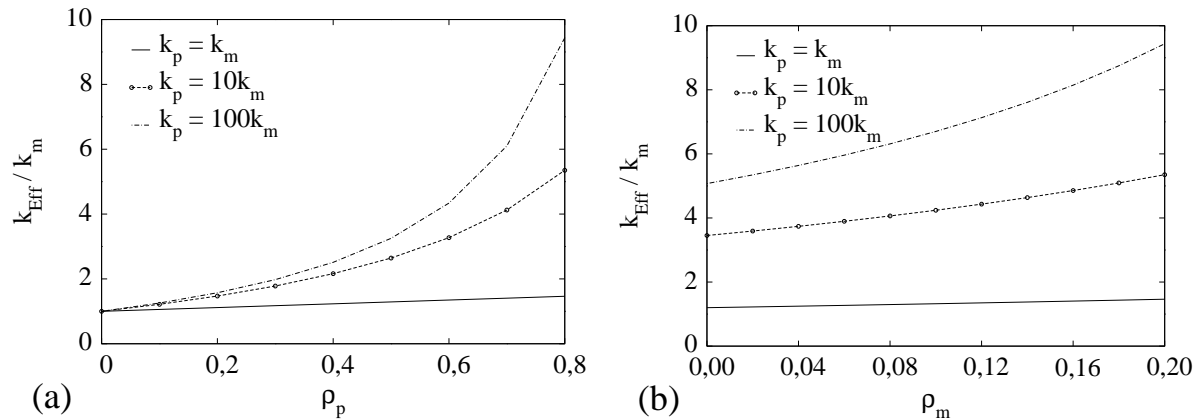 10
8
6
4
2
0
k_Eff / k_m
k_p = k_m
k_p = 10k_m
k_p = 100k_m
0 0,2 0,4 0,6 0,8
ρ_p
(a)
10
8
6
4
2
0
k_Eff / k_m
k_p = k_m
k_p = 10k_m
k_p = 100k_m
0,00 0,04 0,08 0,12 0,16 0,20
ρ_m
(b)